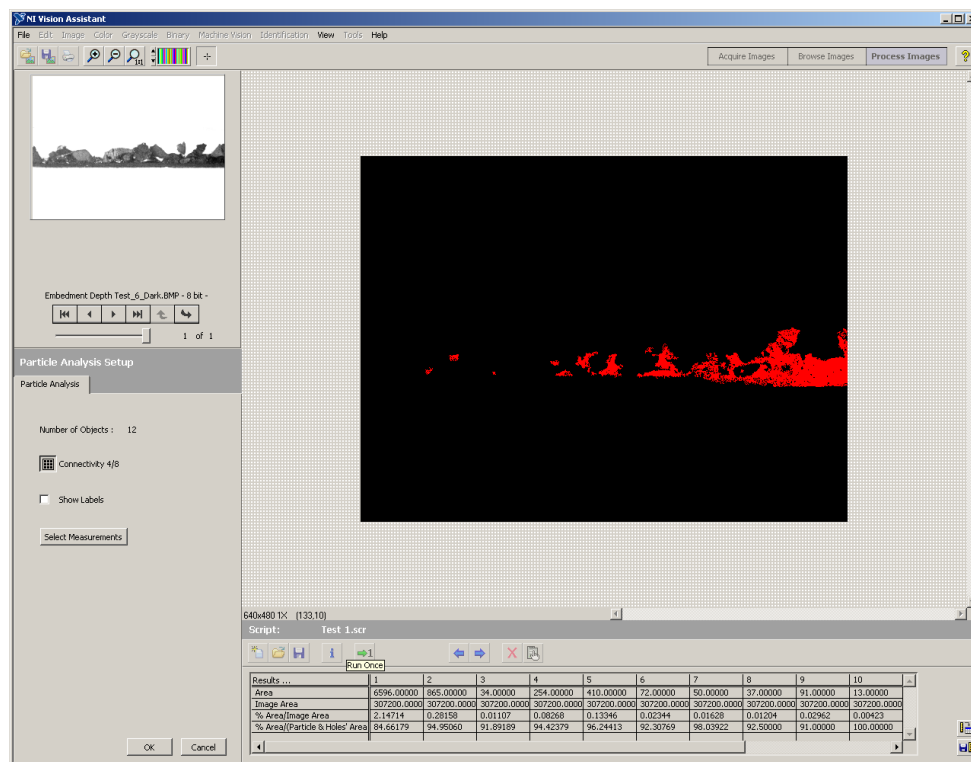 NI Vision Assistant
File Edit Image Color Grayscale Binary Machine Vision Identification View Tools Help
Acquire Images Browse Images Process Images
Embedment Depth Test_6_Dark.BMP - 8 bit -
1 of 1
Particle Analysis Setup
Particle Analysis
Number of Objects : 12
Connectivity 4/8
Show Labels
Select Measurements
OK Cancel
640x480 1X (133,10)
Script: Test 1.scr
1
Run Once
Results ... 1 2 3 4 5 6 7 8 9 10
Area 6596.00000 865.00000 34.00000 254.00000 410.00000 72.00000 50.00000 37.00000 91.00000 13.00000
Image Area 307200.0000 307200.0000 307200.0000 307200.0000 307200.0000 307200.0000 307200.0000 307200.0000 307200.0000 307200.0000
% Area/Image Area 2.14714 0.28158 0.01107 0.08268 0.13346 0.02344 0.01628 0.01204 0.02962 0.00423
% Area/(Particle & Holes' Area 84.66179 94.95060 91.89189 94.42379 96.24413 92.30769 98.03922 92.50000 91.00000 100.00000